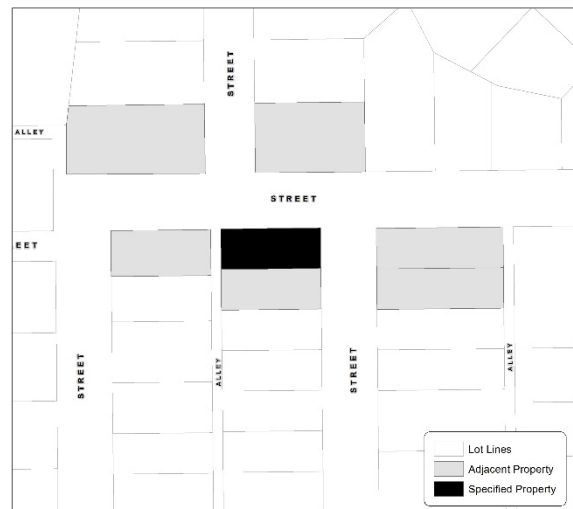 STREET
ALLEY
STREET
EET
STREET
ALLEY
STREET
ALLEY
Lot Lines
Adjacent Property
Specified Property